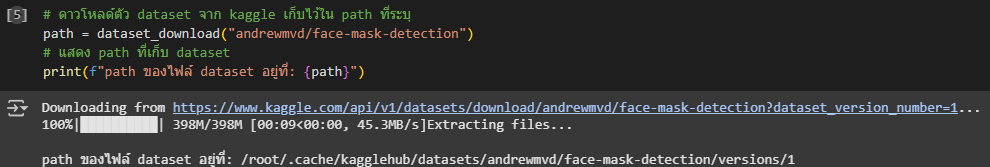 [5]
# ดาวโหลด์ตัว dataset จาก kaggle เก็บไว้ใน path ที่ระบุ
path = dataset_download("andrewmvd/face-mask-detection")
# แสดง path ที่เก็บ dataset
print(f"path ของไฟล์ dataset อยู่ที่: {path}")
Downloading from https://www.kaggle.com/api/v1/datasets/download/andrewmvd/face-mask-detection?dataset_version_number=1...
100%|██████████| 398M/398M [00:09<00:00, 45.3MB/s]Extracting files...
path ของไฟล์ dataset อยู่ที่: /root/.cache/kagglehub/datasets/andrewmvd/face-mask-detection/versions/1